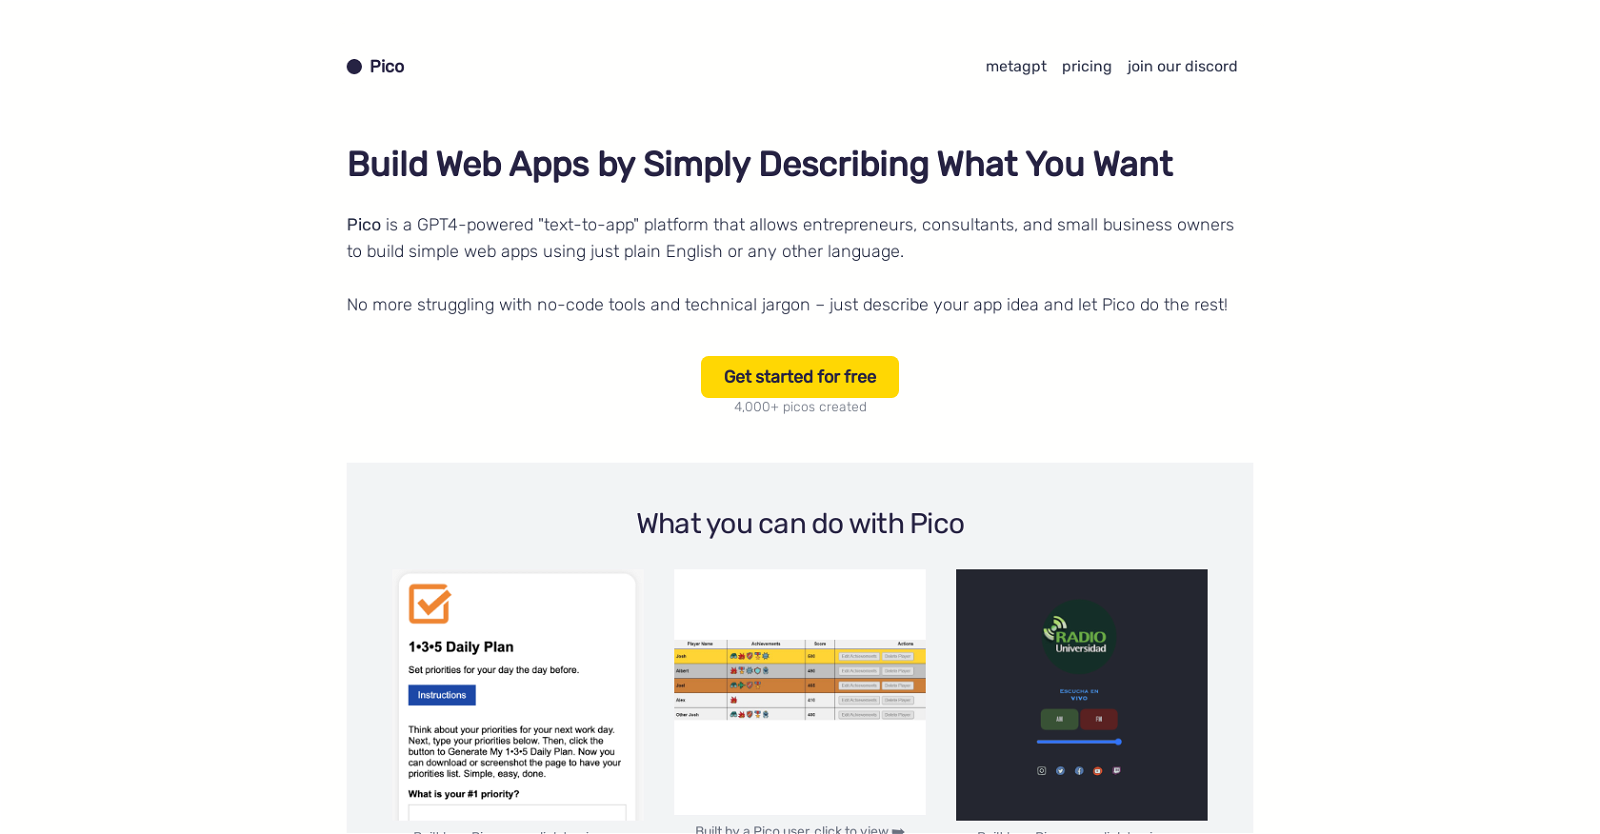 Pico
metagpt pricing join our discord
Build Web Apps by Simply Describing What You Want
Pico is a GPT4-powered "text-to-app" platform that allows entrepreneurs, consultants, and small business owners
to build simple web apps using just plain English or any other language.
No more struggling with no-code tools and technical jargon – just describe your app idea and let Pico do the rest!
Get started for free
4,000+ picos created
What you can do with Pico
1•3•5 Daily Plan
Set priorities for your day the day before.
Instructions
Think about your priorities for your next work day.
Next, type your priorities below. Then, click the
button to Generate My 1•3•5 Daily Plan. Now you
can download or screenshot the page to have your
priorities list. Simple, easy, done.
What is your #1 priority?
Player Name Achievements Score Actions
Josh Edit Achievements Delete Player
Albert Edit Achievements Delete Player
Joel Edit Achievements Delete Player
Alex Edit Achievements Delete Player
Other Josh Edit Achievements Delete Player
RADIO
Universidad
ESCUCHA EN
VIVO
AM FM
Built by a Pico user, click to view ➡